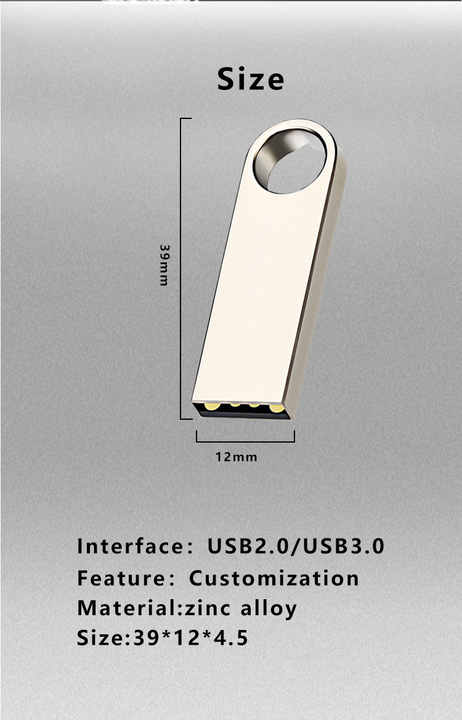 Size
39mm
12mm
Interface: USB2.0/USB3.0
Feature: Customization
Material:zinc alloy
Size:39*12*4.5